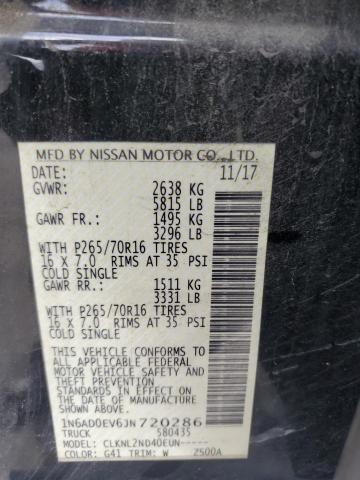 MFD BY NISSAN MOTOR CO., LTD.
DATE: 11/17
GVWR: 2638 KG
5815 LB
GAWR FR.: 1495 KG
3296 LB
WITH P265/70R16 TIRES
16 X 7.0 RIMS AT 35 PSI
COLD SINGLE
GAWR RR.: 1511 KG
3331 LB
WITH P265/70R16 TIRES
16 X 7.0 RIMS AT 35 PSI
COLD SINGLE
THIS VEHICLE CONFORMS TO
ALL APPLICABLE FEDERAL
MOTOR VEHICLE SAFETY
STANDARDS IN EFFECT ON
THE DATE OF MANUFACTURE
SHOWN ABOVE.
1N6AD0EV6JN720286
TRUCK 580435
MODEL: CLKNL2ND40EUN-----
COLOR: G41 TRIM: W 2500A